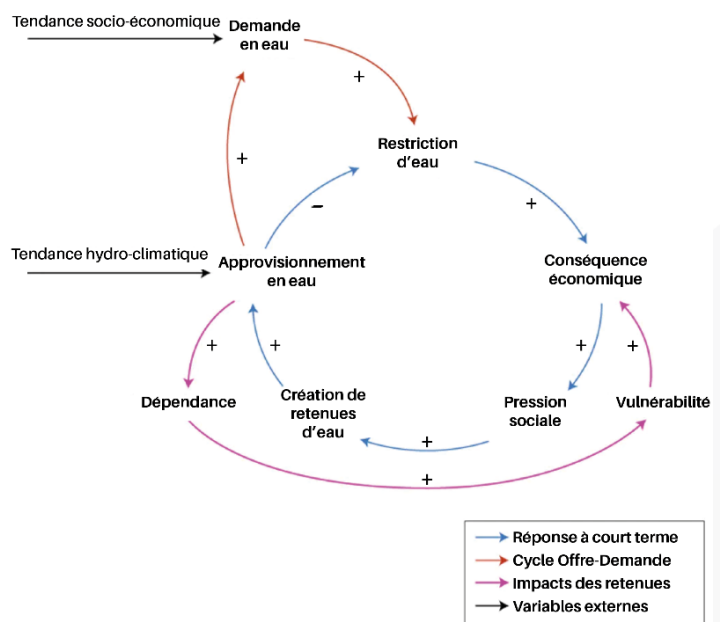 Tendance socio-économique
Demande
en eau
+
Restriction
d'eau
+
–
+
Tendance hydro-climatique
Approvisionnement
en eau
Conséquence
économique
+
+
+
+
Dépendance
Création de
retenues
d'eau
Pression
sociale
Vulnérabilité
+
+
Réponse à court terme
Cycle Offre-Demande
Impacts des retenues
Variables externes